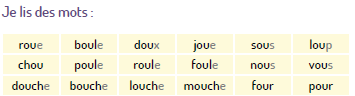 Je lis des mots :
roue boule doux joue sous loup
chou poule roule foule nous vous
douche bouche louche mouche four pour